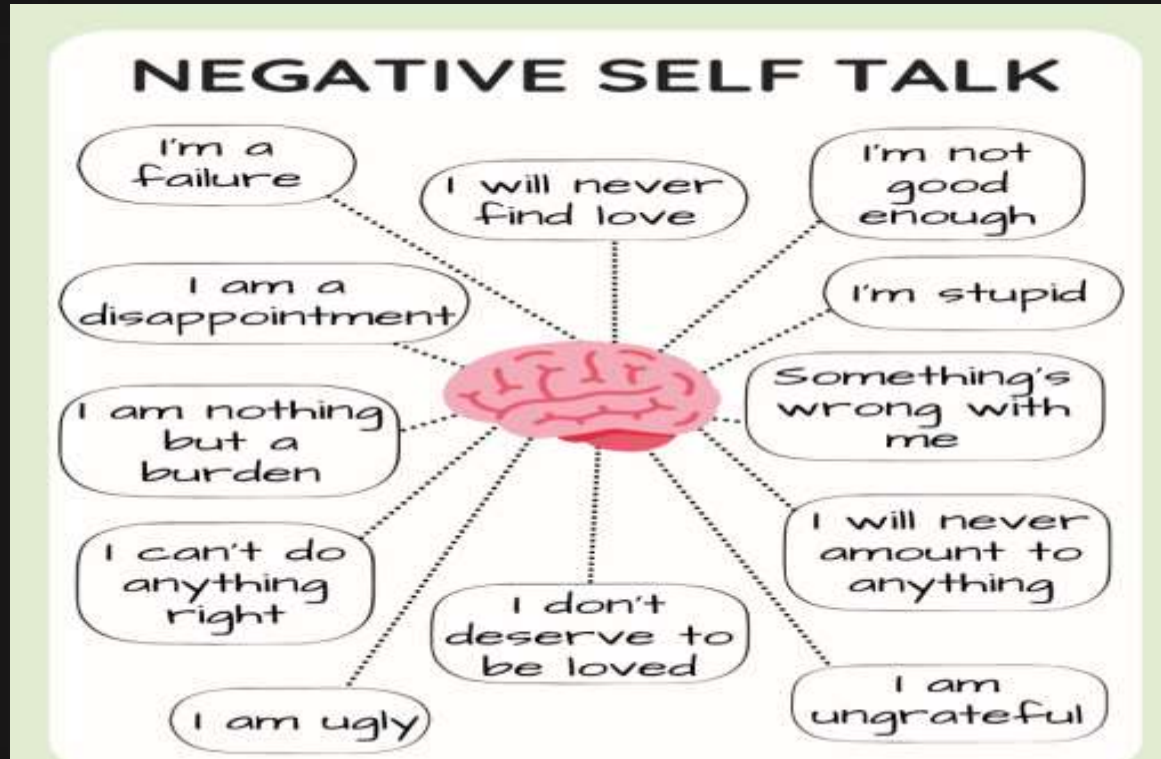 NEGATIVE SELF TALK
I'm a
failure
I will never
find love
I'm not
good
enough
I am a
disappointment
I'm stupid
I am nothing
but a
burden
Something's
wrong with
me
I can't do
anything
right
I will never
amount to
anything
I don't
deserve to
be loved
I am ugly
I am
ungrateful